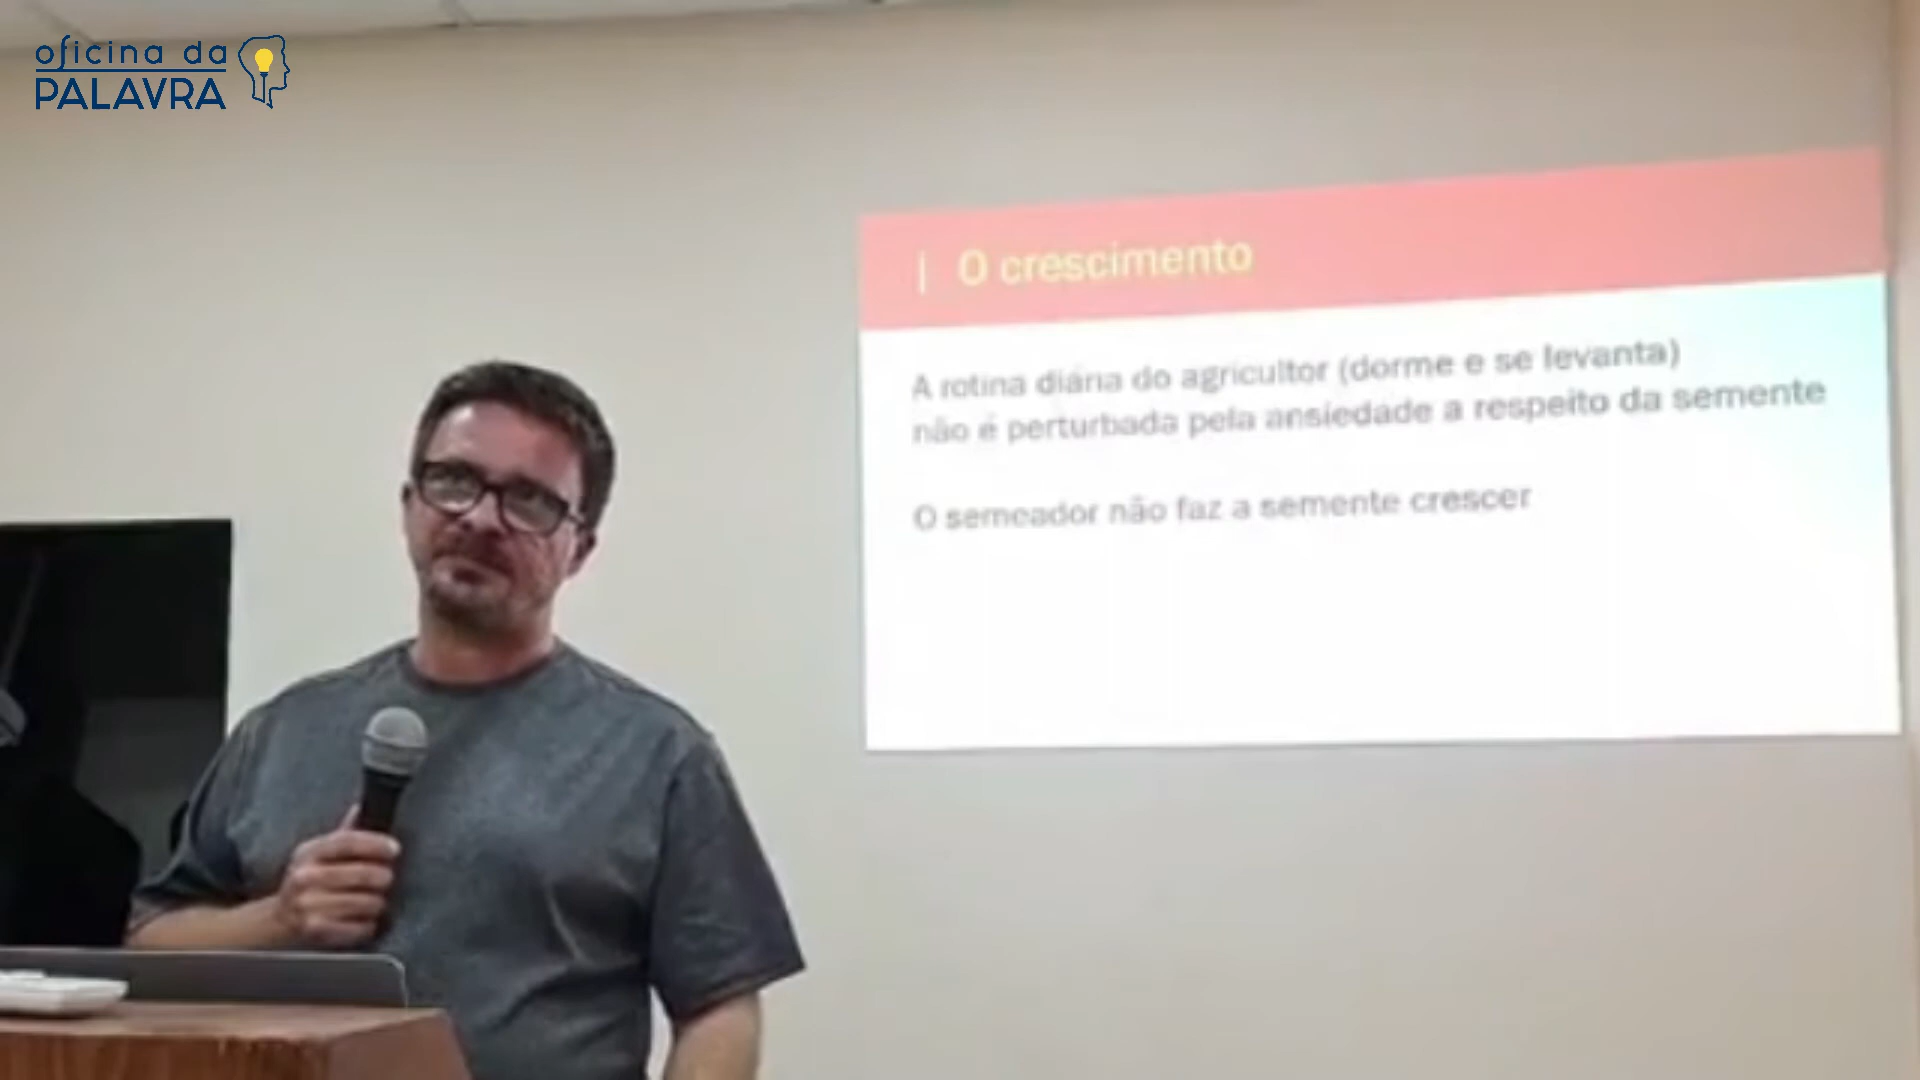 oficina da
PALAVRA
| O crescimento
A rotina diária do agricultor (dorme e se levanta)
não é perturbada pela ansiedade a respeito da semente
O semeador não faz a semente crescer